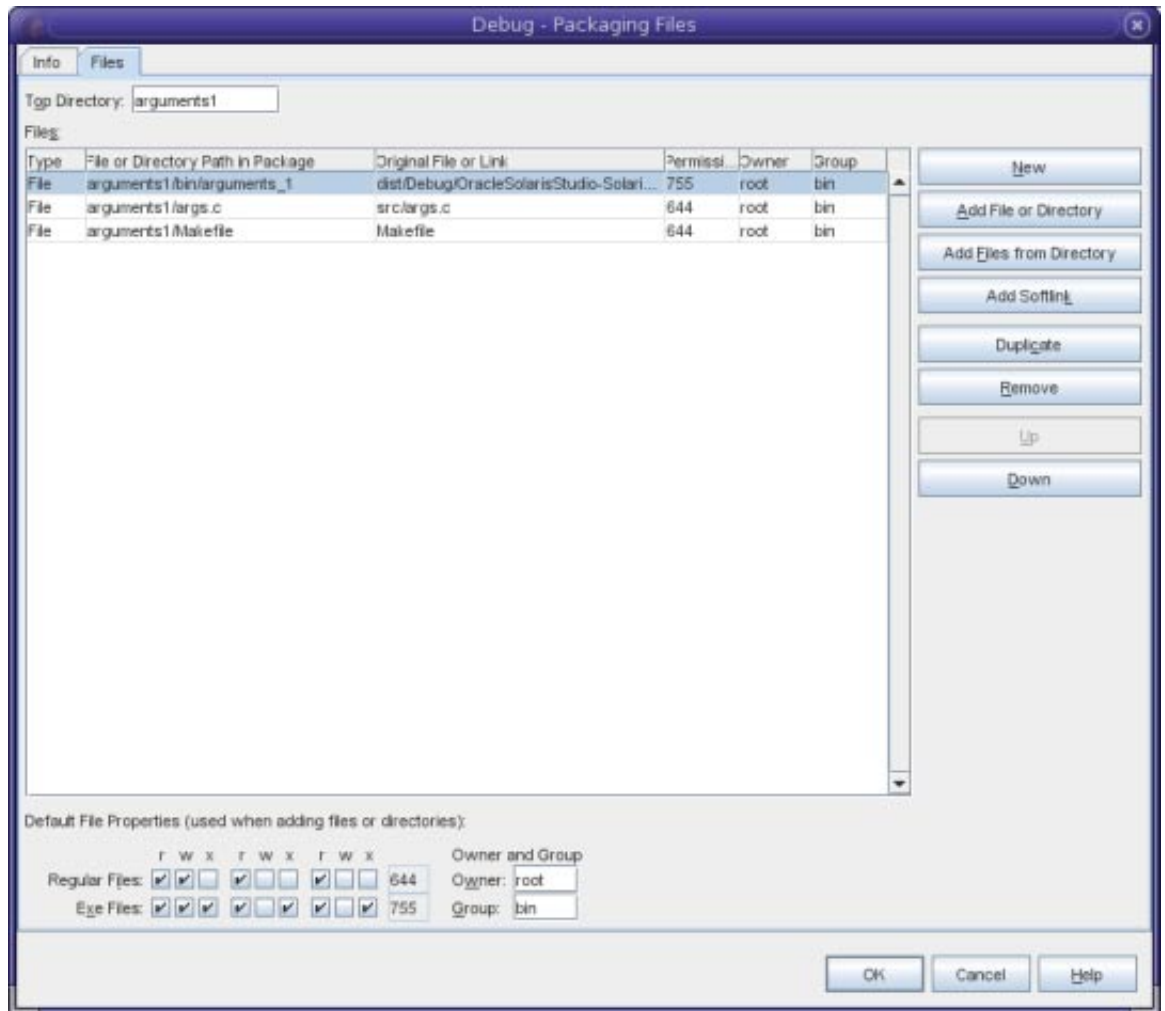 Debug - Packaging Files
Info Files
Top Directory: arguments1
Files:
Type File or Directory Path in Package Original File or Link Permissi... Owner Group
File arguments1/bin/arguments_1 dist/Debug/OracleSolarisStudio-Solari... 755 root bin
File arguments1/args.c src/args.c 644 root bin
File arguments1/Makefile Makefile 644 root bin
New
Add File or Directory
Add Files from Directory
Add Softlink
Duplicate
Remove
Up
Down
Default File Properties (used when adding files or directories):
r w x r w x r w x Owner and Group
Regular Files: 644 Owner: root
Exe Files: 755 Group: bin
OK Cancel Help